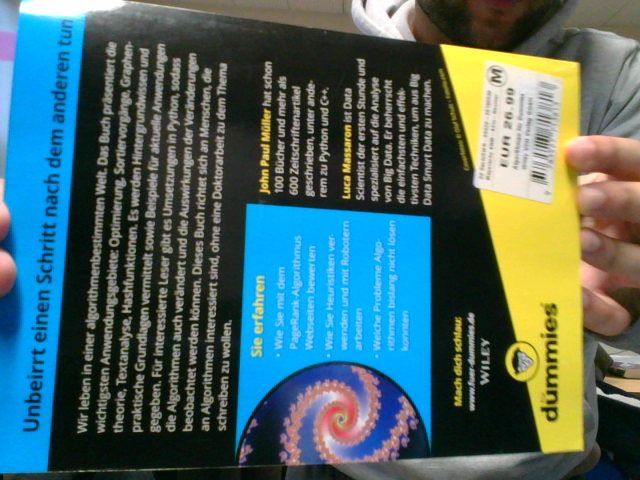 Unbeirrt einen Schritt nach dem anderen tun
Wir leben in einer algorithmenbestimmten Welt. Das Buch präsentiert die
wichtigsten Anwendungsgebiete: Optimierung, Sortiervorgänge, Graphen-
theorie, Textanalyse, Hashfunktionen. Es werden Hintergrundwissen und
praktische Grundlagen vermittelt sowie Beispiele für aktuelle Anwendungen
gegeben. Für interessierte Leser gibt es Umsetzungen in Python, sodass
die Algorithmen auch verändert und die Auswirkungen der Veränderungen
beobachtet werden können. Dieses Buch richtet sich an Menschen, die
an Algorithmen interessiert sind, ohne eine Doktorarbeit zu dem Thema
schreiben zu wollen.
Sie erfahren
• Wie Sie mit dem
PageRank-Algorithmus
Webseiten bewerten
• Wie Sie Heuristiken ver-
wenden und mit Robotern
arbeiten
• Welche Probleme Algo-
rithmen bislang nicht lösen
konnten
John Paul Müller hat schon
100 Bücher und mehr als
600 Zeitschriftenartikel
geschrieben, unter ande-
rem zu Python und C++.
Luca Massaron ist Data
Scientist der ersten Stunde und
spezialisiert auf die Analyse
von Big Data. Er beherrscht
die einfachsten und effek-
tivsten Techniken, um aus Big
Data Smart Data zu machen.
Mach dich schlau:
www.fuer-dummies.de
WILEY
für
dummies
M
EUR 26.99